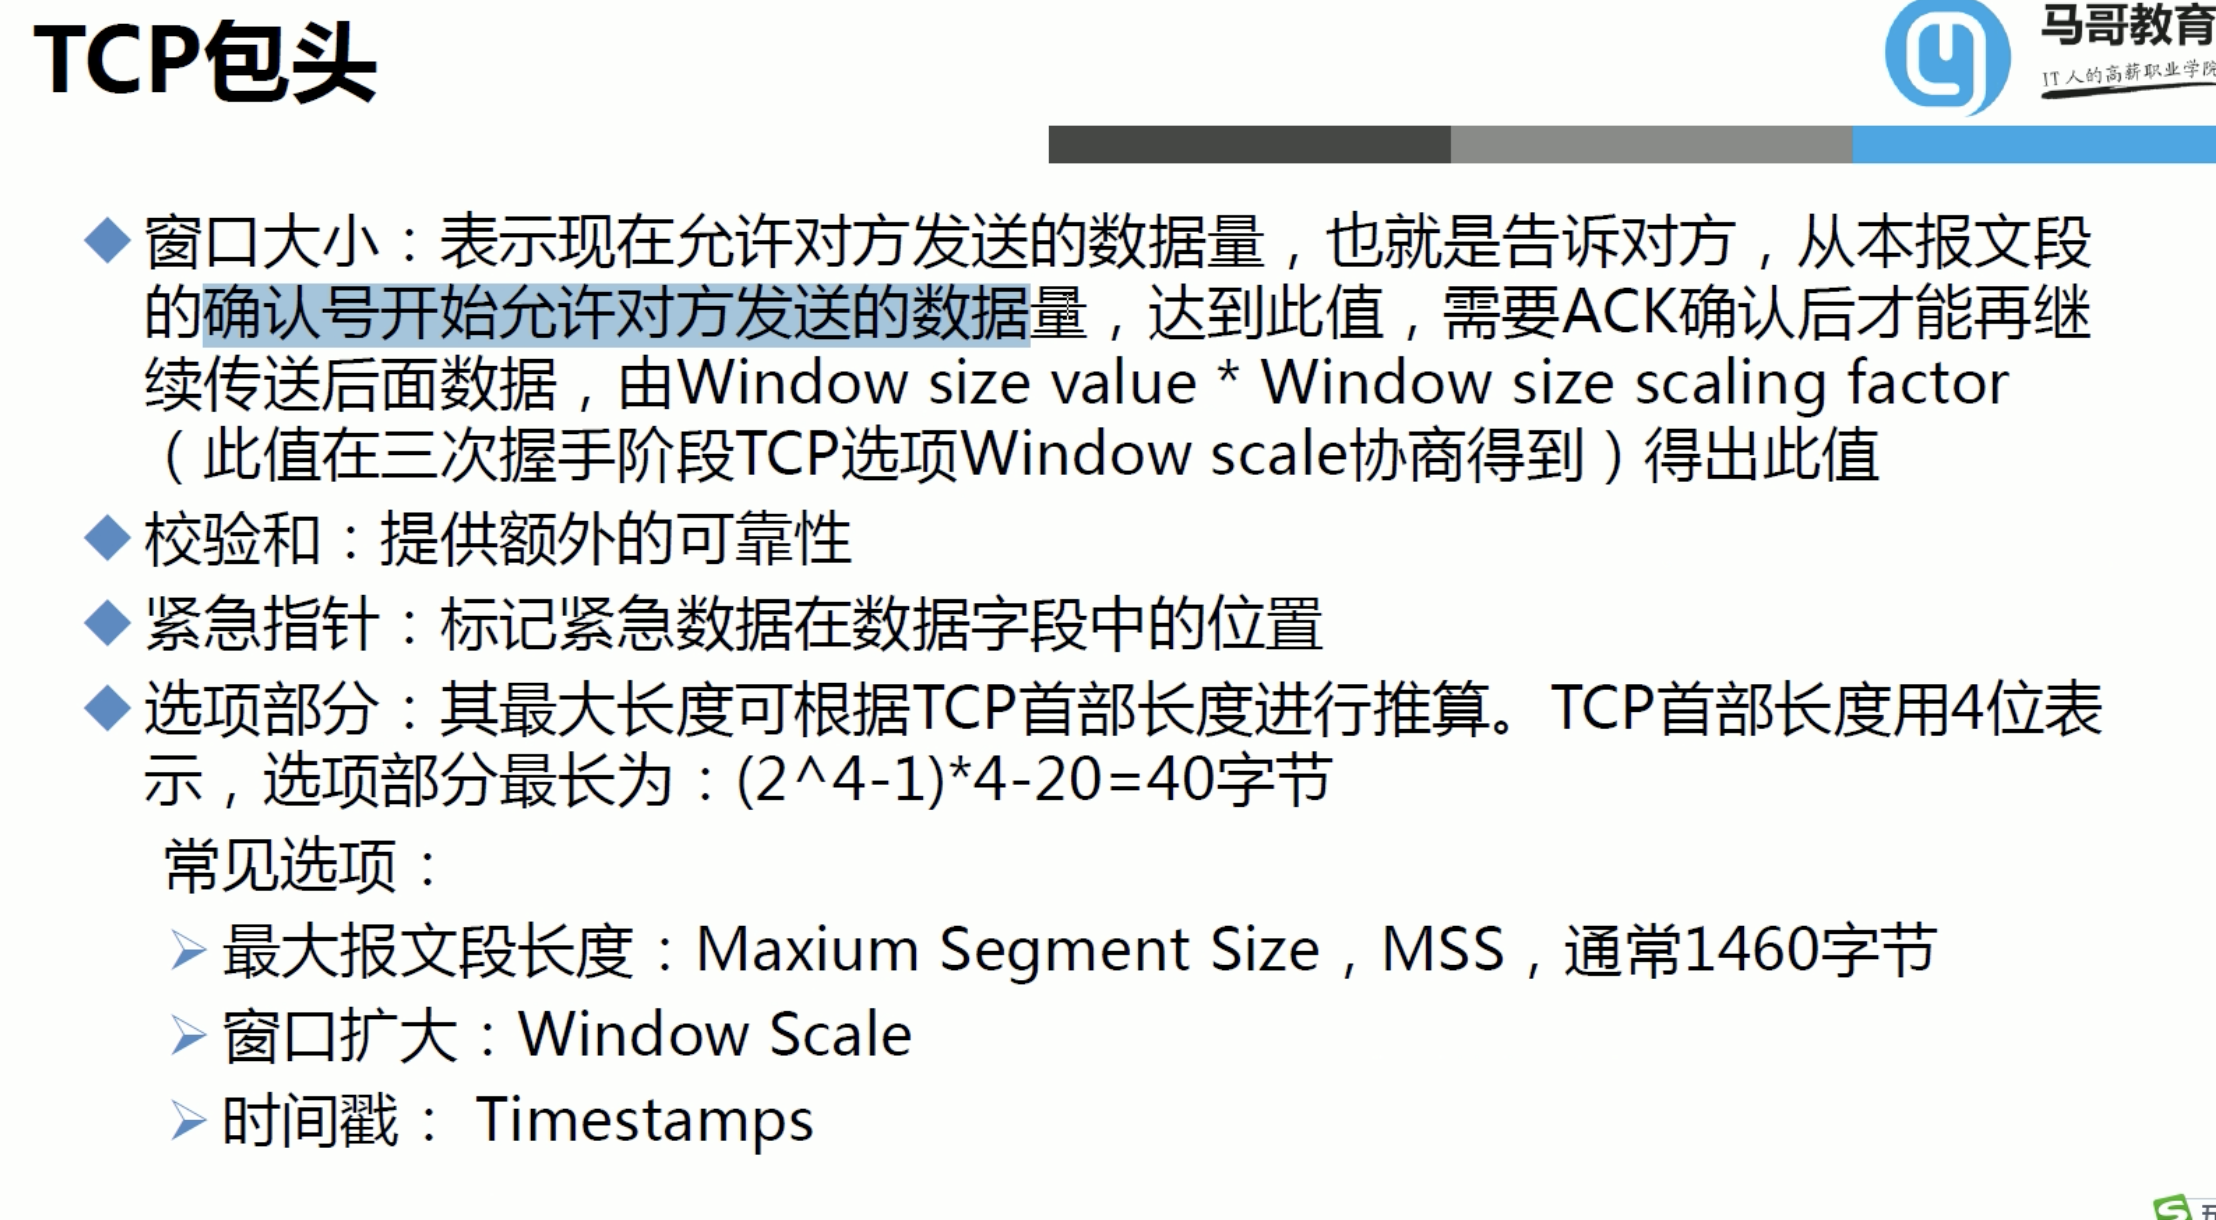 TCP包头
马哥教育
IT人的高薪职业学院
窗口大小：表示现在允许对方发送的数据量，也就是告诉对方，从本报文段
的确认号开始允许对方发送的数据量，达到此值，需要ACK确认后才能再继
续传送后面数据，由Window size value * Window size scaling factor
（此值在三次握手阶段TCP选项Window scale协商得到）得出此值
校验和：提供额外的可靠性
紧急指针：标记紧急数据在数据字段中的位置
选项部分：其最大长度可根据TCP首部长度进行推算。TCP首部长度用4位表
示，选项部分最长为：(2^4-1)*4-20=40字节
常见选项：
最大报文段长度：Maxium Segment Size，MSS，通常1460字节
窗口扩大：Window Scale
时间戳： Timestamps